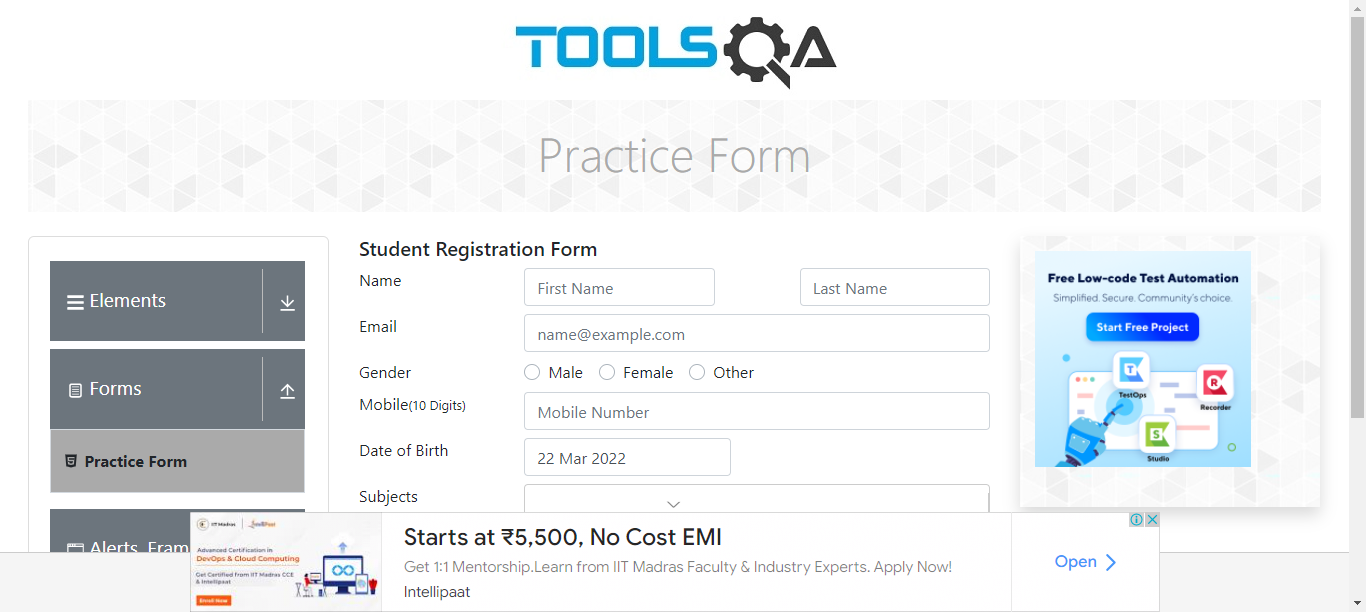 TOOLSQA
Practice Form
Elements
Forms
Practice Form
Alerts, Fram
Student Registration Form
Name
First Name
Last Name
Email
name@example.com
Gender
Male
Female
Other
Mobile(10 Digits)
Mobile Number
Date of Birth
22 Mar 2022
Subjects
Free Low-code Test Automation
Simplified. Secure. Community's choice.
Start Free Project
TestOps
Recorder
Studio
IIT Madras
Intellipaat
Advanced Certification in
DevOps & Cloud Computing
Get Certified from IIT Madras CCE
& Intellipaat
Enroll Now
Starts at ₹5,500, No Cost EMI
Get 1:1 Mentorship.Learn from IIT Madras Faculty & Industry Experts. Apply Now!
Intellipaat
Open